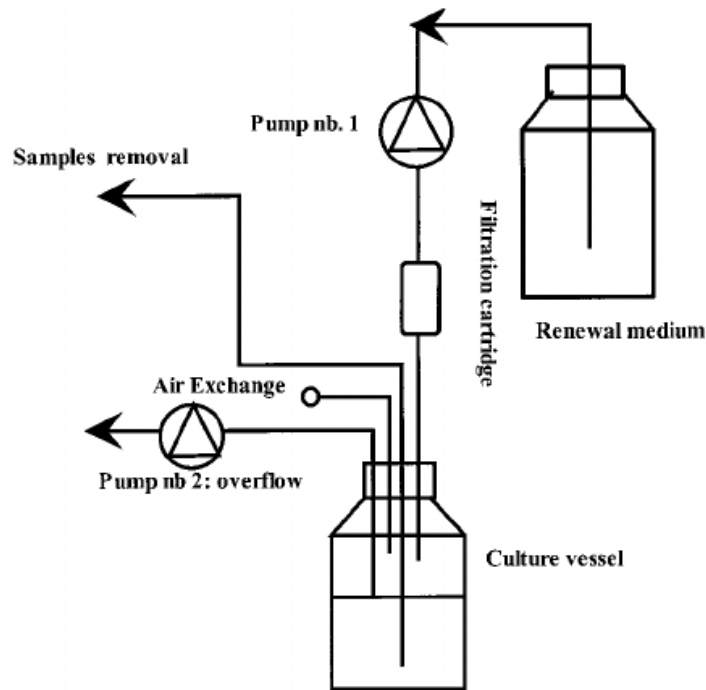 Pump nb. 1
Samples removal
Filtration cartridge
Renewal medium
Air Exchange
Pump nb 2: overflow
Culture vessel